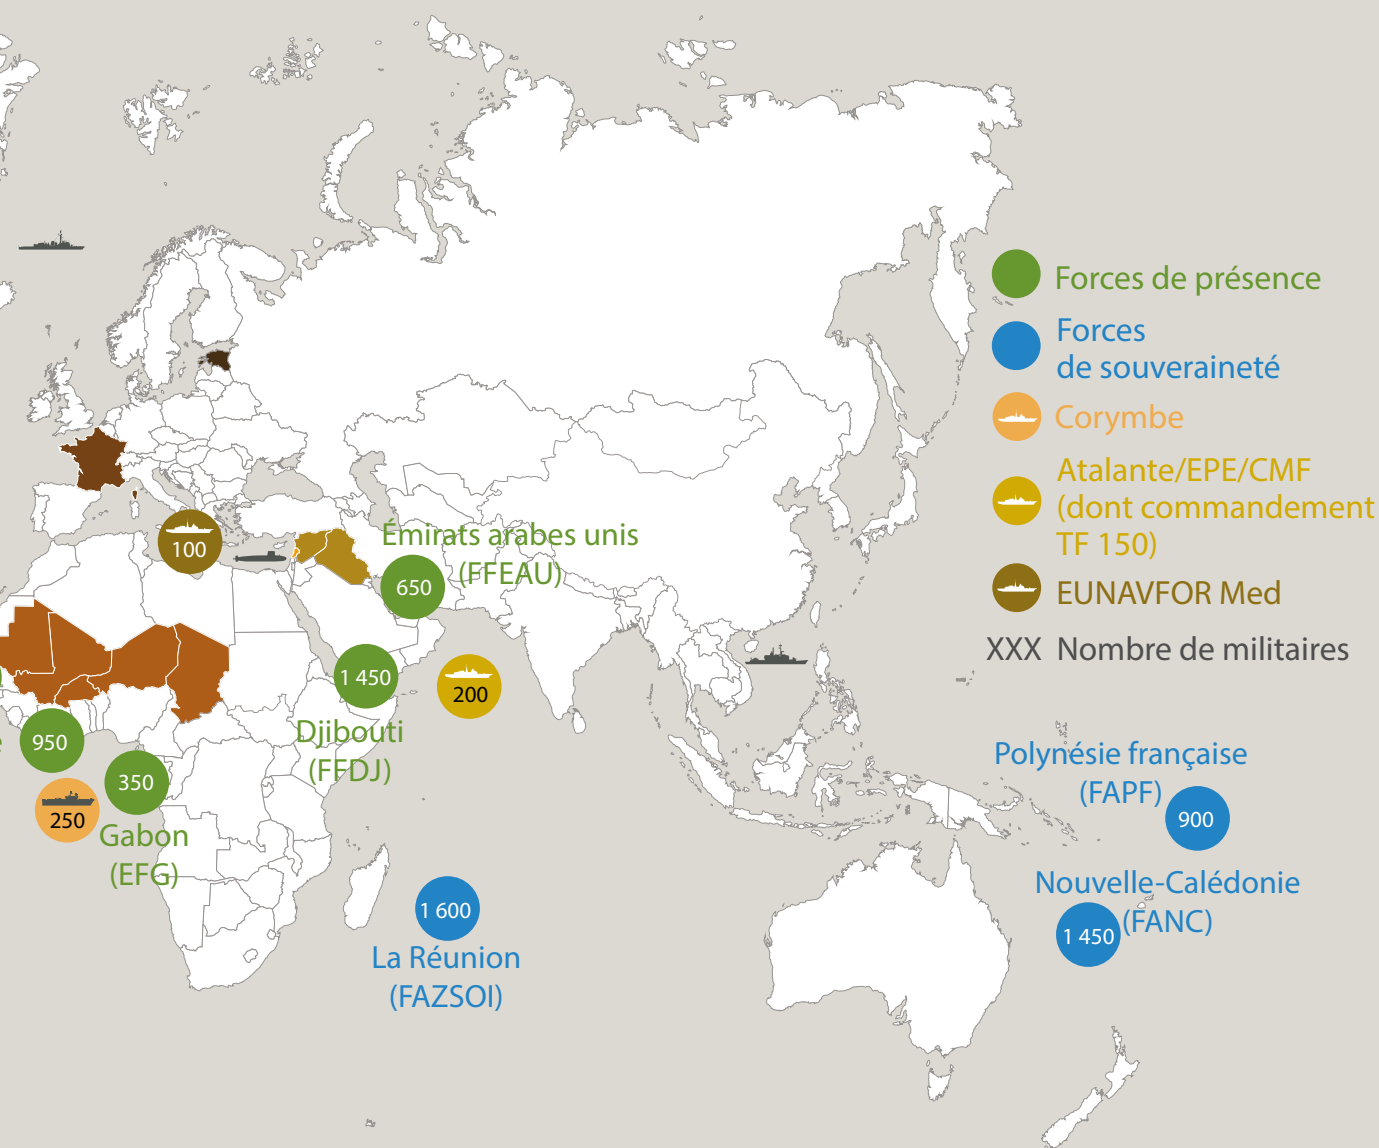 Forces de présence
Forces
de souveraineté
Corymbe
Atalante/EPE/CMF
(dont commandement
TF 150)
EUNAVFOR Med
XXX Nombre de militaires
100
Émirats arabes unis
(FFEAU)
650
1 450
Djibouti
(FFDJ)
200
950
350
Gabon
(EFG)
250
1 600
La Réunion
(FAZSOI)
Polynésie française
(FAPF)
900
Nouvelle-Calédonie
(FANC)
1 450